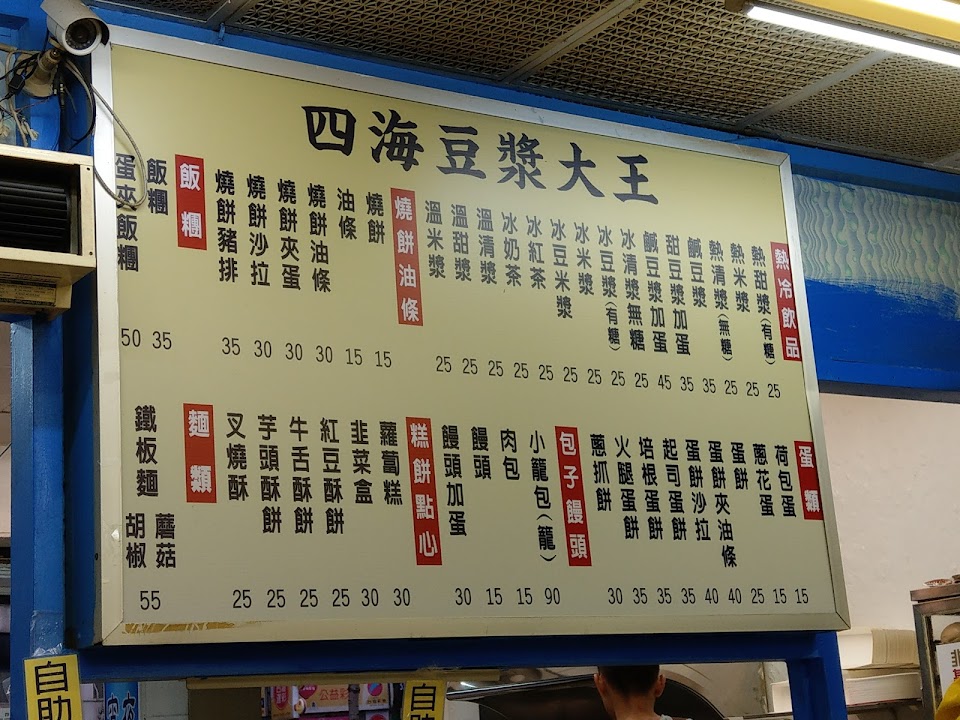 四海豆漿大王
熱冷飲品
熱甜漿(有糖) 25
熱米漿 25
熱清漿(無糖) 25
鹹豆漿 35
甜豆漿加蛋 35
鹹豆漿加蛋 45
冰清漿無糖 25
冰豆漿(有糖) 25
冰米漿 25
冰豆米漿 25
冰紅茶 25
冰奶茶 25
溫清漿 25
溫甜漿 25
溫米漿 25
燒餅油條
燒餅 15
油條 15
燒餅油條 30
燒餅夾蛋 30
燒餅沙拉 30
燒餅豬排 35
飯糰
飯糰 35
蛋夾飯糰 50
蛋類
荷包蛋 15
蔥花蛋 15
蛋餅 25
蛋餅夾油條 40
蛋餅沙拉 40
起司蛋餅 35
培根蛋餅 35
火腿蛋餅 35
蔥抓餅 30
包子饅頭
小籠包(籠) 90
肉包 15
饅頭 15
饅頭加蛋 30
糕餅點心
蘿蔔糕 30
韭菜盒 30
紅豆酥餅 25
牛舌酥餅 25
芋頭酥餅 25
叉燒酥 25
麵類
鐵板麵 蘑菇 胡椒 55
自助
自助
公益彩